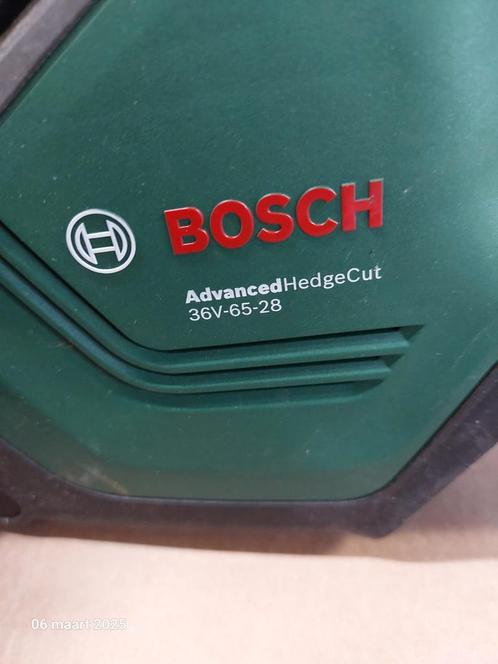 BOSCH
AdvancedHedgeCut
36V-65-28
06 maart 2025